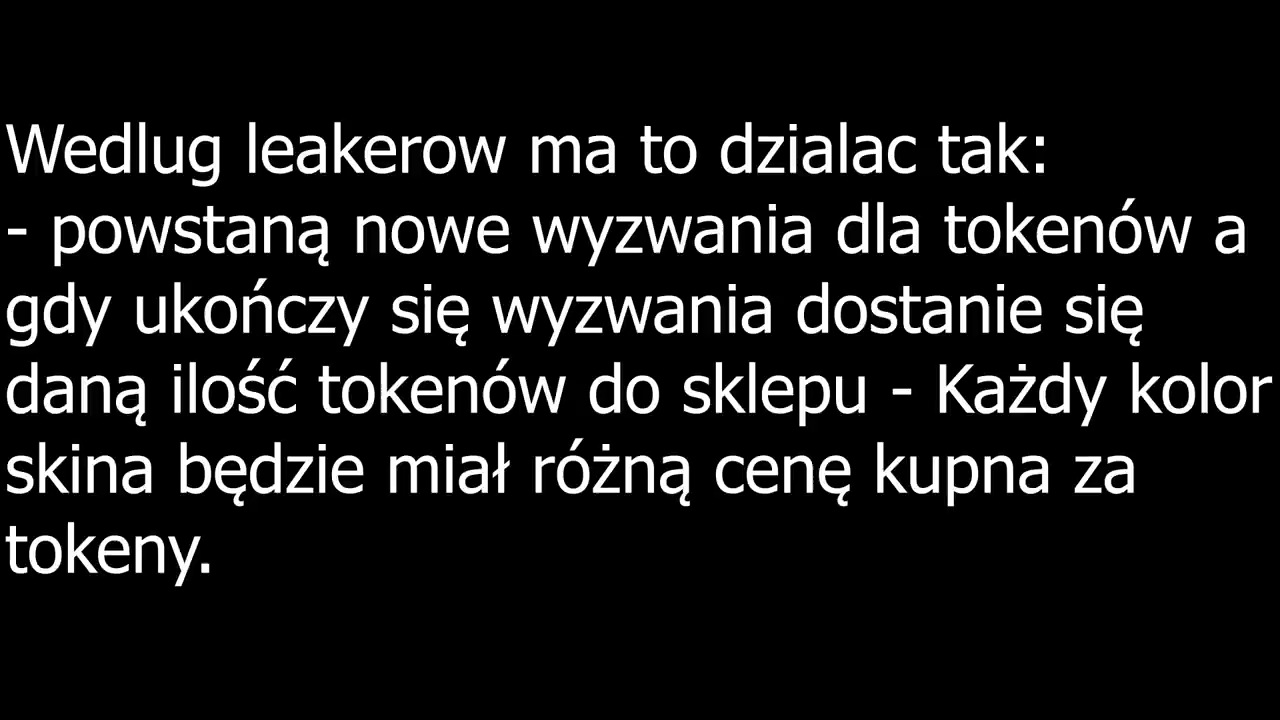 Wedlug leakerow ma to dzialac tak:
- powstaną nowe wyzwania dla tokenów a
gdy ukończy się wyzwania dostanie się
daną ilość tokenów do sklepu - Każdy kolor
skina będzie miał różną cenę kupna za
tokeny.